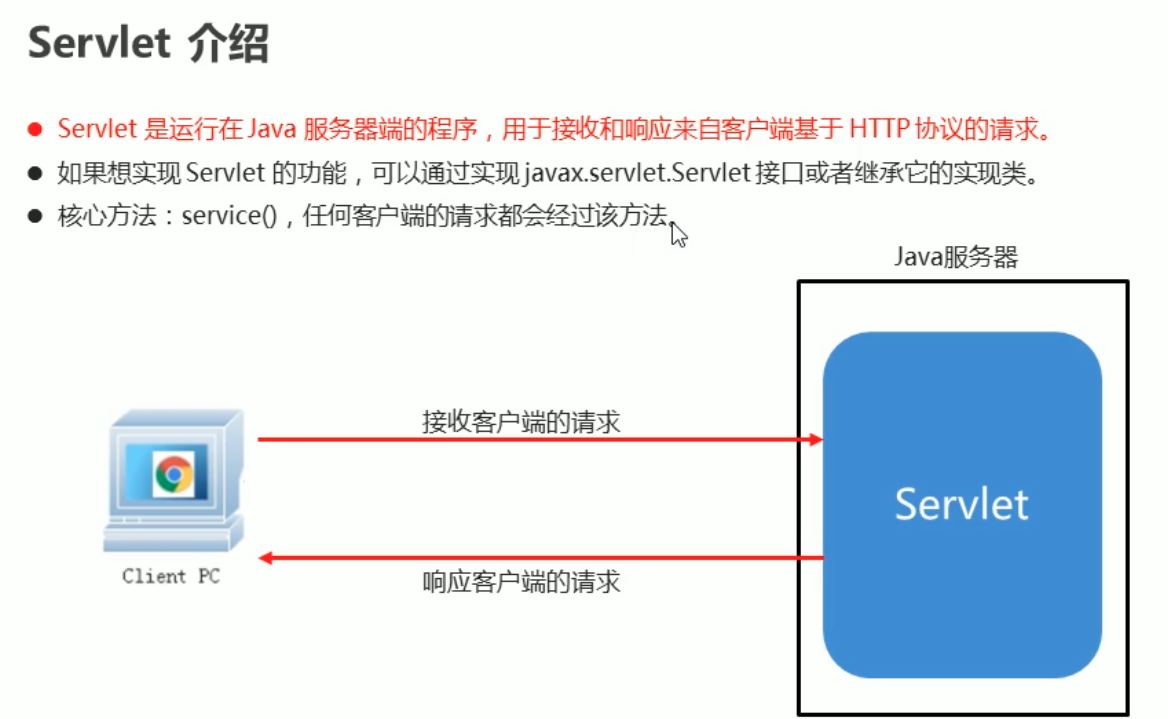 Servlet 介绍
Servlet 是运行在 Java 服务器端的程序，用于接收和响应来自客户端基于 HTTP 协议的请求。
如果想实现 Servlet 的功能，可以通过实现 javax.servlet.Servlet 接口或者继承它的实现类。
核心方法：service()，任何客户端的请求都会经过该方法。
Java服务器
接收客户端的请求
Servlet
Client PC
响应客户端的请求